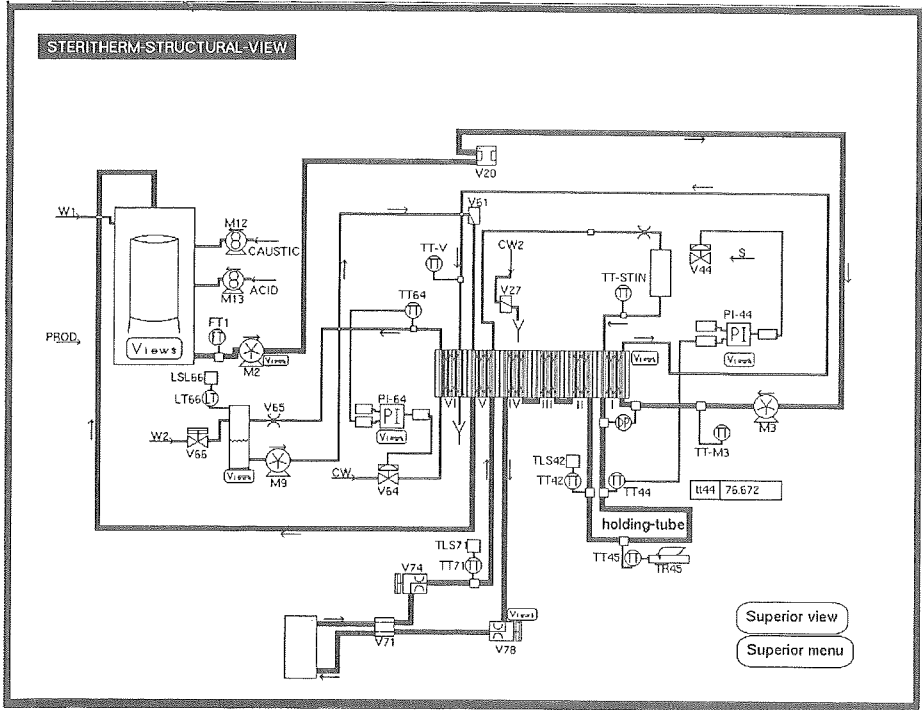 STERITHERM-STRUCTURAL-VIEW
V20
W1
M12
CAUSTIC
M13
ACID
PROD.
Views
FT1
M2
Views
V61
TT-V
TT64
CW2
V27
TT-STIN
V44
S
PI-44
PI
Views
Views
LSL66
LT66
V65
W2
V66
Views
M9
PI-64
PI
Views
CW
V64
VI
V
IV
III
II
I
DP
M3
TT-M3
TLS42
TT42
TT44
tt44 76.672
holding-tube
TT45
TR45
TLS71
TT71
V74
V71
Views
V78
Superior view
Superior menu